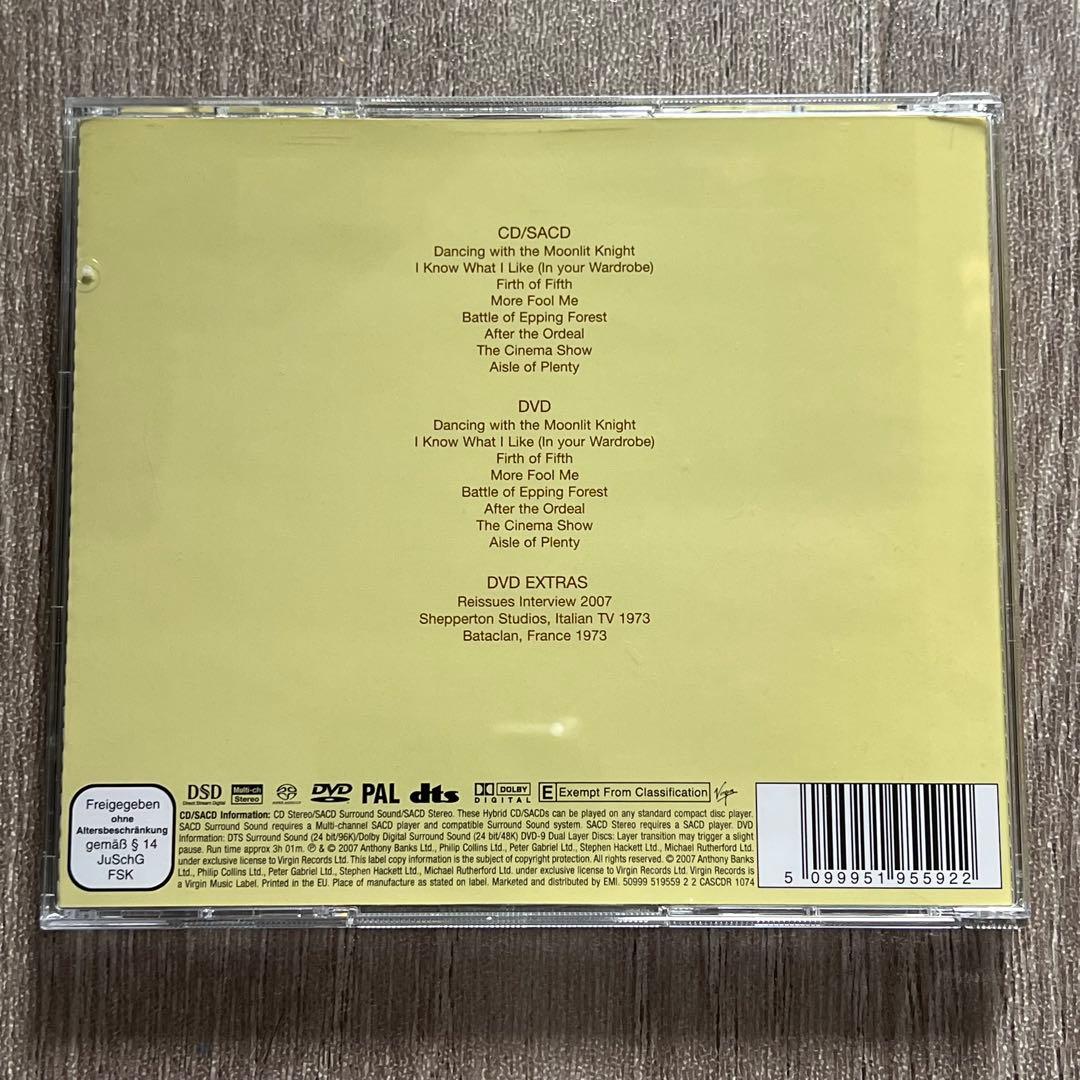 CD/SACD
Dancing with the Moonlit Knight
I Know What I Like (In your Wardrobe)
Firth of Fifth
More Fool Me
Battle of Epping Forest
After the Ordeal
The Cinema Show
Aisle of Plenty
DVD
Dancing with the Moonlit Knight
I Know What I Like (In your Wardrobe)
Firth of Fifth
More Fool Me
Battle of Epping Forest
After the Ordeal
The Cinema Show
Aisle of Plenty
DVD EXTRAS
Reissues Interview 2007
Shepperton Studios, Italian TV 1973
Bataclan, France 1973
Freigegeben
ohne
Altersbeschränkung
gemäß § 14
JuSchG
FSK
DSD
Direct Stream Digital
Multi-ch
Stereo
SUPER AUDIO CD
DVD
PAL
dts
DOLBY
DIGITAL
E Exempt From Classification
Virgin
CD/SACD Information: CD Stereo/SACD Surround Sound/SACD Stereo. These Hybrid CD/SACDs can be played on any standard compact disc player.
SACD Surround Sound requires a Multi-channel SACD player and compatible Surround Sound system. SACD Stereo requires a SACD player. DVD
Information: DTS Surround Sound (24 bit/96K)/Dolby Digital Surround Sound (24 bit/48K) DVD-9 Dual Layer Discs: Layer transition may trigger a slight
pause. Run time approx 3h 01m. ℗ & © 2007 Anthony Banks Ltd., Philip Collins Ltd., Peter Gabriel Ltd., Stephen Hackett Ltd., Michael Rutherford Ltd.
under exclusive license to Virgin Records Ltd. This label copy information is the subject of copyright protection. All rights reserved. © 2007 Anthony Banks
Ltd., Philip Collins Ltd., Peter Gabriel Ltd., Stephen Hackett Ltd., Michael Rutherford Ltd. under exclusive license to Virgin Records Ltd. Virgin Records is
a Virgin Music Label. Printed in the EU. Place of manufacture as stated on label. Marketed and distributed by EMI. 50999 519559 2 2 CASCDR 1074
5 099951 955922